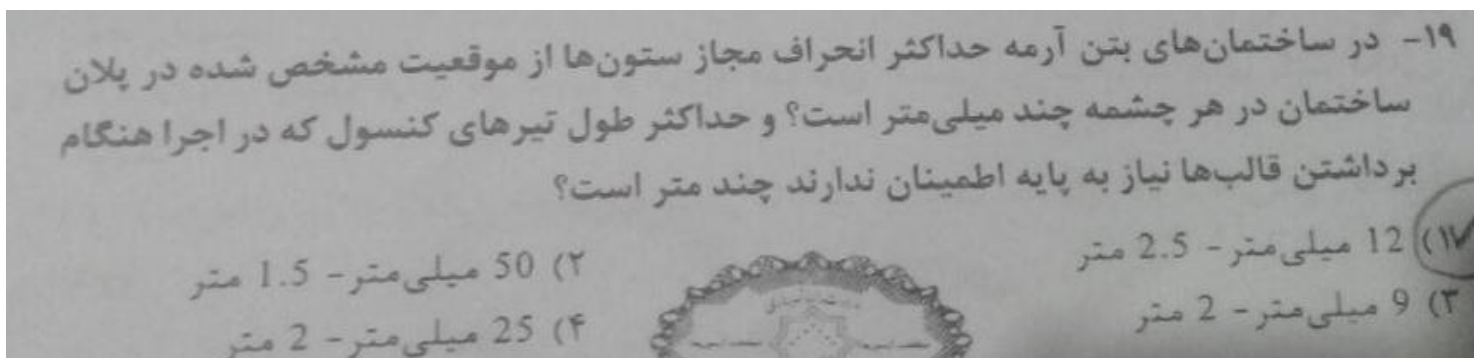 ۱۹- در ساختمان‌های بتن آرمه حداکثر انحراف مجاز ستون‌ها از موقعیت مشخص شده در پلان
ساختمان در هر چشمه چند میلی‌متر است؟ و حداکثر طول تیرهای کنسول که در اجرا هنگام
برداشتن قالب‌ها نیاز به پایه اطمینان ندارند چند متر است؟
۱) 12 میلی‌متر - 2.5 متر
۲) 50 میلی‌متر - 1.5 متر
۳) 9 میلی‌متر - 2 متر
۴) 25 میلی‌متر - 2 متر